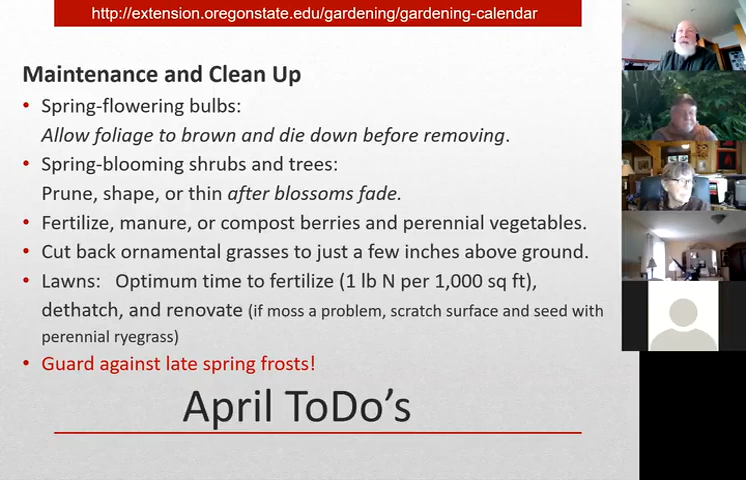 http://extension.oregonstate.edu/gardening/gardening-calendar
Maintenance and Clean Up
• Spring-flowering bulbs:
Allow foliage to brown and die down before removing.
• Spring-blooming shrubs and trees:
Prune, shape, or thin after blossoms fade.
• Fertilize, manure, or compost berries and perennial vegetables.
• Cut back ornamental grasses to just a few inches above ground.
• Lawns: Optimum time to fertilize (1 lb N per 1,000 sq ft),
dethatch, and renovate (if moss a problem, scratch surface and seed with
perennial ryegrass)
• Guard against late spring frosts!
April ToDo's